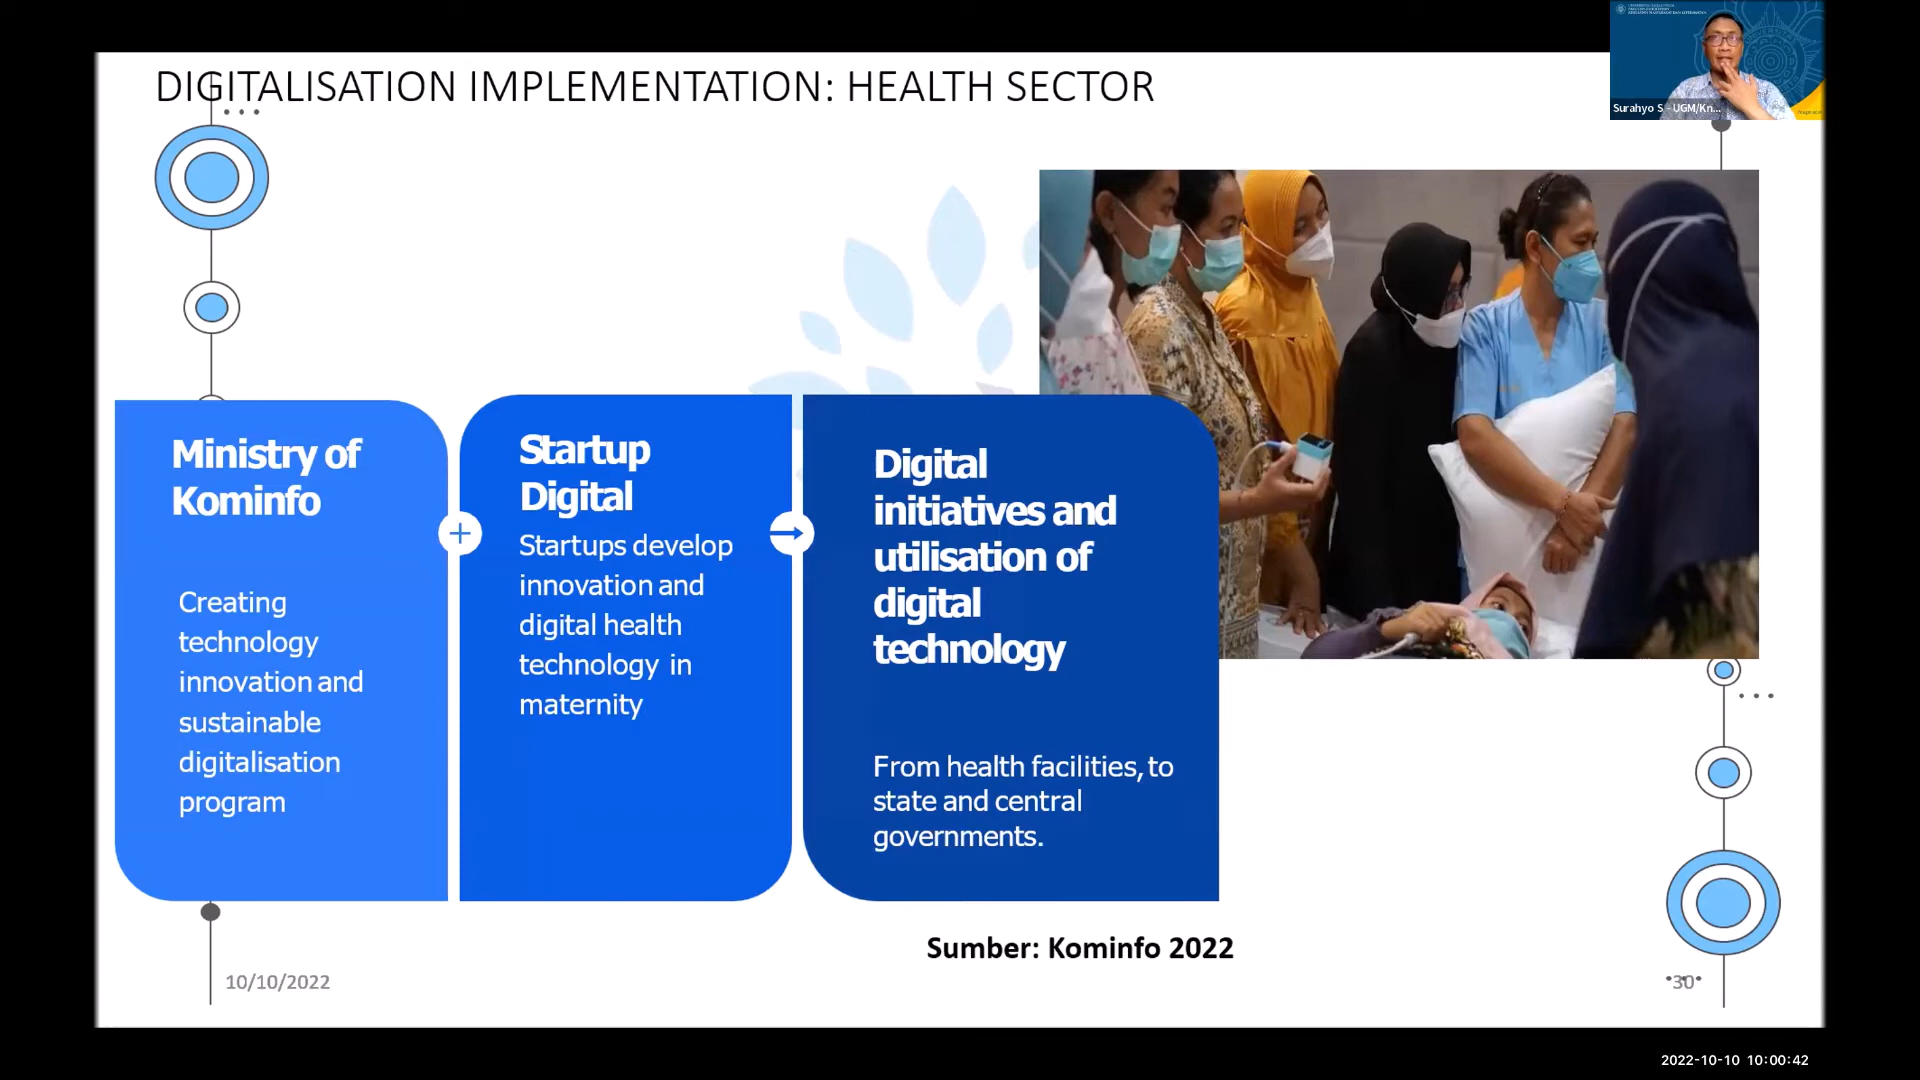 DIGITALISATION IMPLEMENTATION: HEALTH SECTOR
Surahyo S - UGM/Kn...
Ministry of
Kominfo
Creating
technology
innovation and
sustainable
digitalisation
program
Startup
Digital
Startups develop
innovation and
digital health
technology in
maternity
Digital
initiatives and
utilisation of
digital
technology
From health facilities, to
state and central
governments.
Sumber: Kominfo 2022
10/10/2022
30
2022-10-10 10:00:42